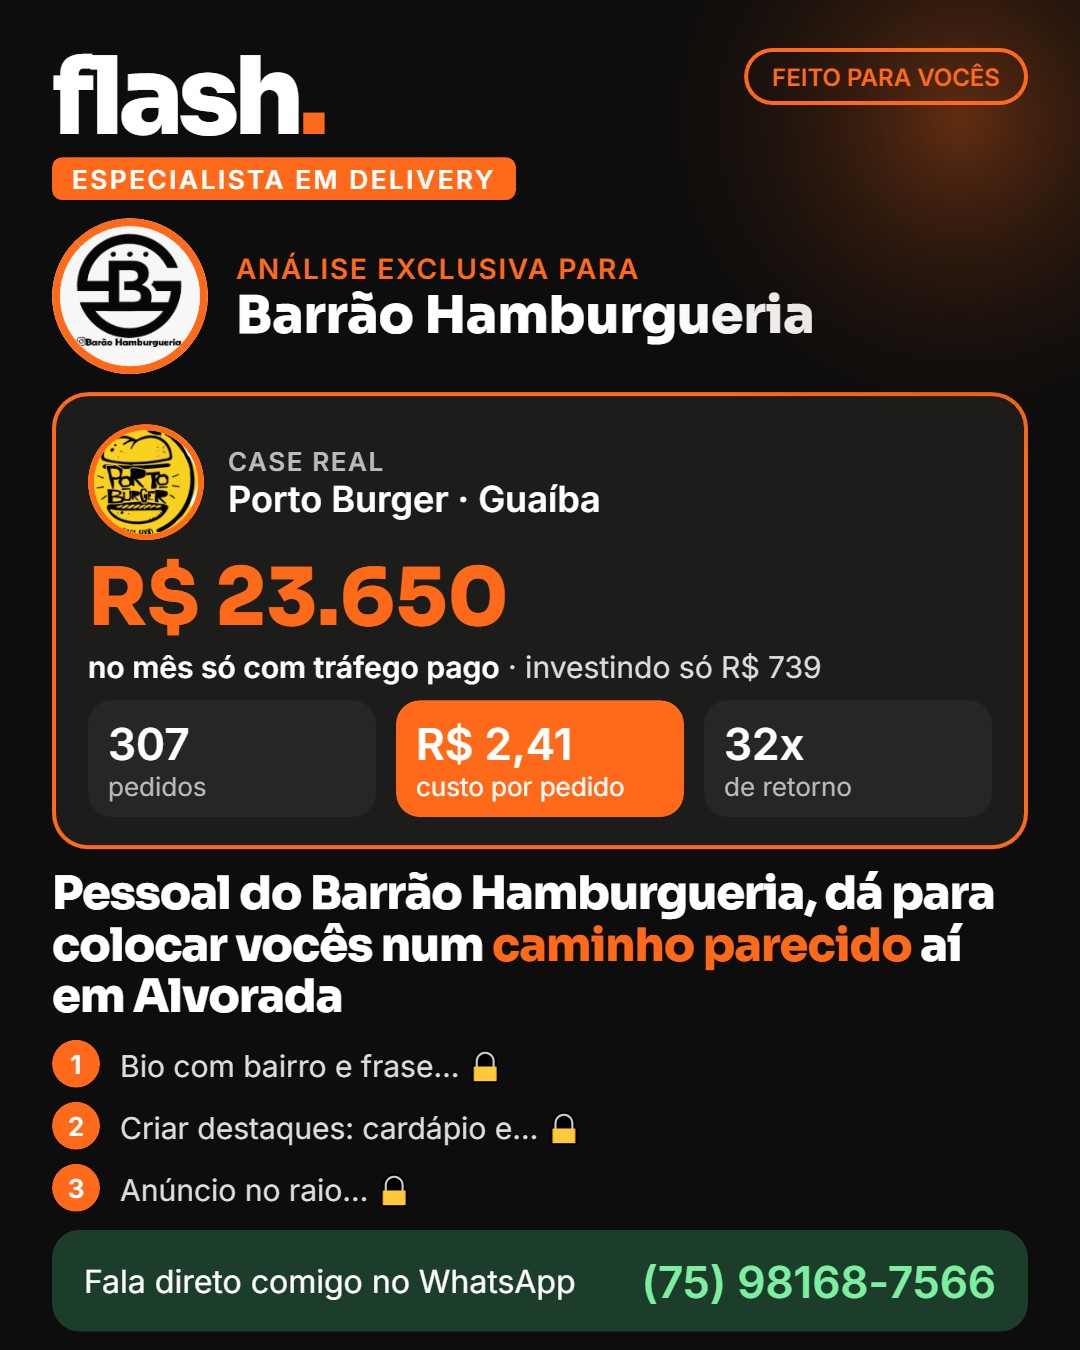 flash.
FEITO PARA VOCÊS
ESPECIALISTA EM DELIVERY
B
Barão Hamburgueria
ANÁLISE EXCLUSIVA PARA
Barrão Hamburgueria
PORTO
BURGER
CASE REAL
Porto Burger · Guaíba
R$ 23.650
no mês só com tráfego pago · investindo só R$ 739
307
pedidos
R$ 2,41
custo por pedido
32x
de retorno
Pessoal do Barrão Hamburgueria, dá para
colocar vocês num caminho parecido aí
em Alvorada
1 Bio com bairro e frase... 🔒
2 Criar destaques: cardápio e... 🔒
3 Anúncio no raio... 🔒
Fala direto comigo no WhatsApp (75) 98168-7566